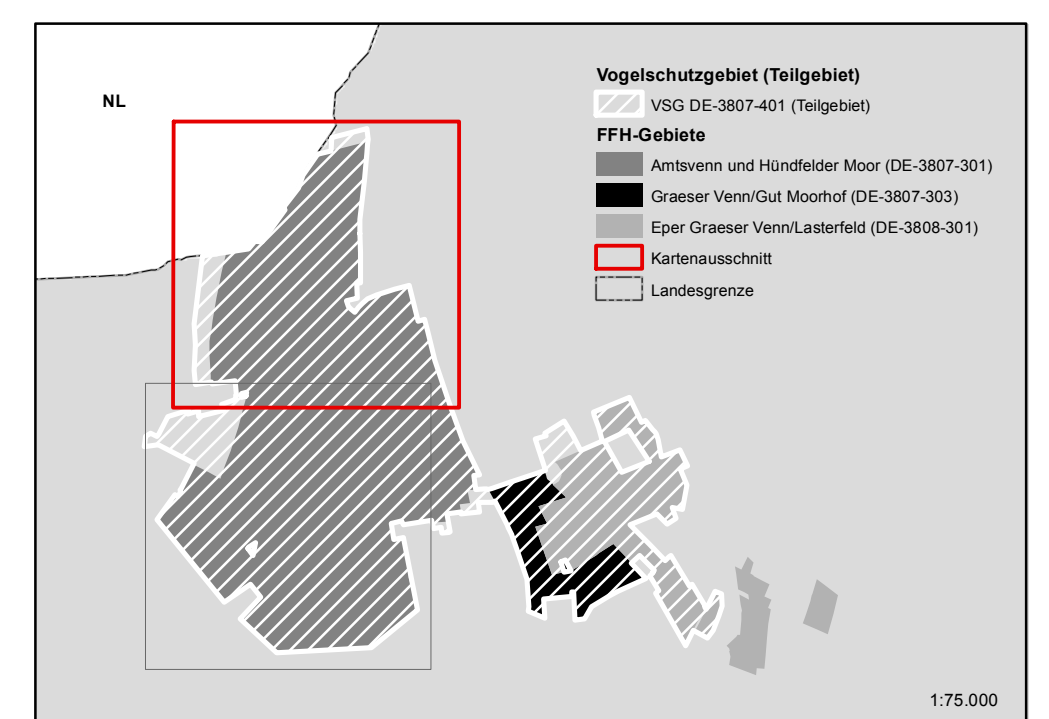 NL
Vogelschutzgebiet (Teilgebiet)
VSG DE-3807-401 (Teilgebiet)
FFH-Gebiete
Amtsvenn und Hündfelder Moor (DE-3807-301)
Graeser Venn/Gut Moorhof (DE-3807-303)
Eper Graeser Venn/Lasterfeld (DE-3808-301)
Kartenausschnitt
Landesgrenze
1:75.000